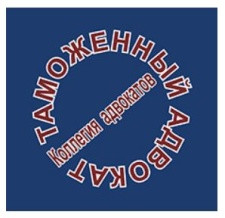 ТАМОЖЕННЫЙ АДВОКАТ
Коллегия адвокатов